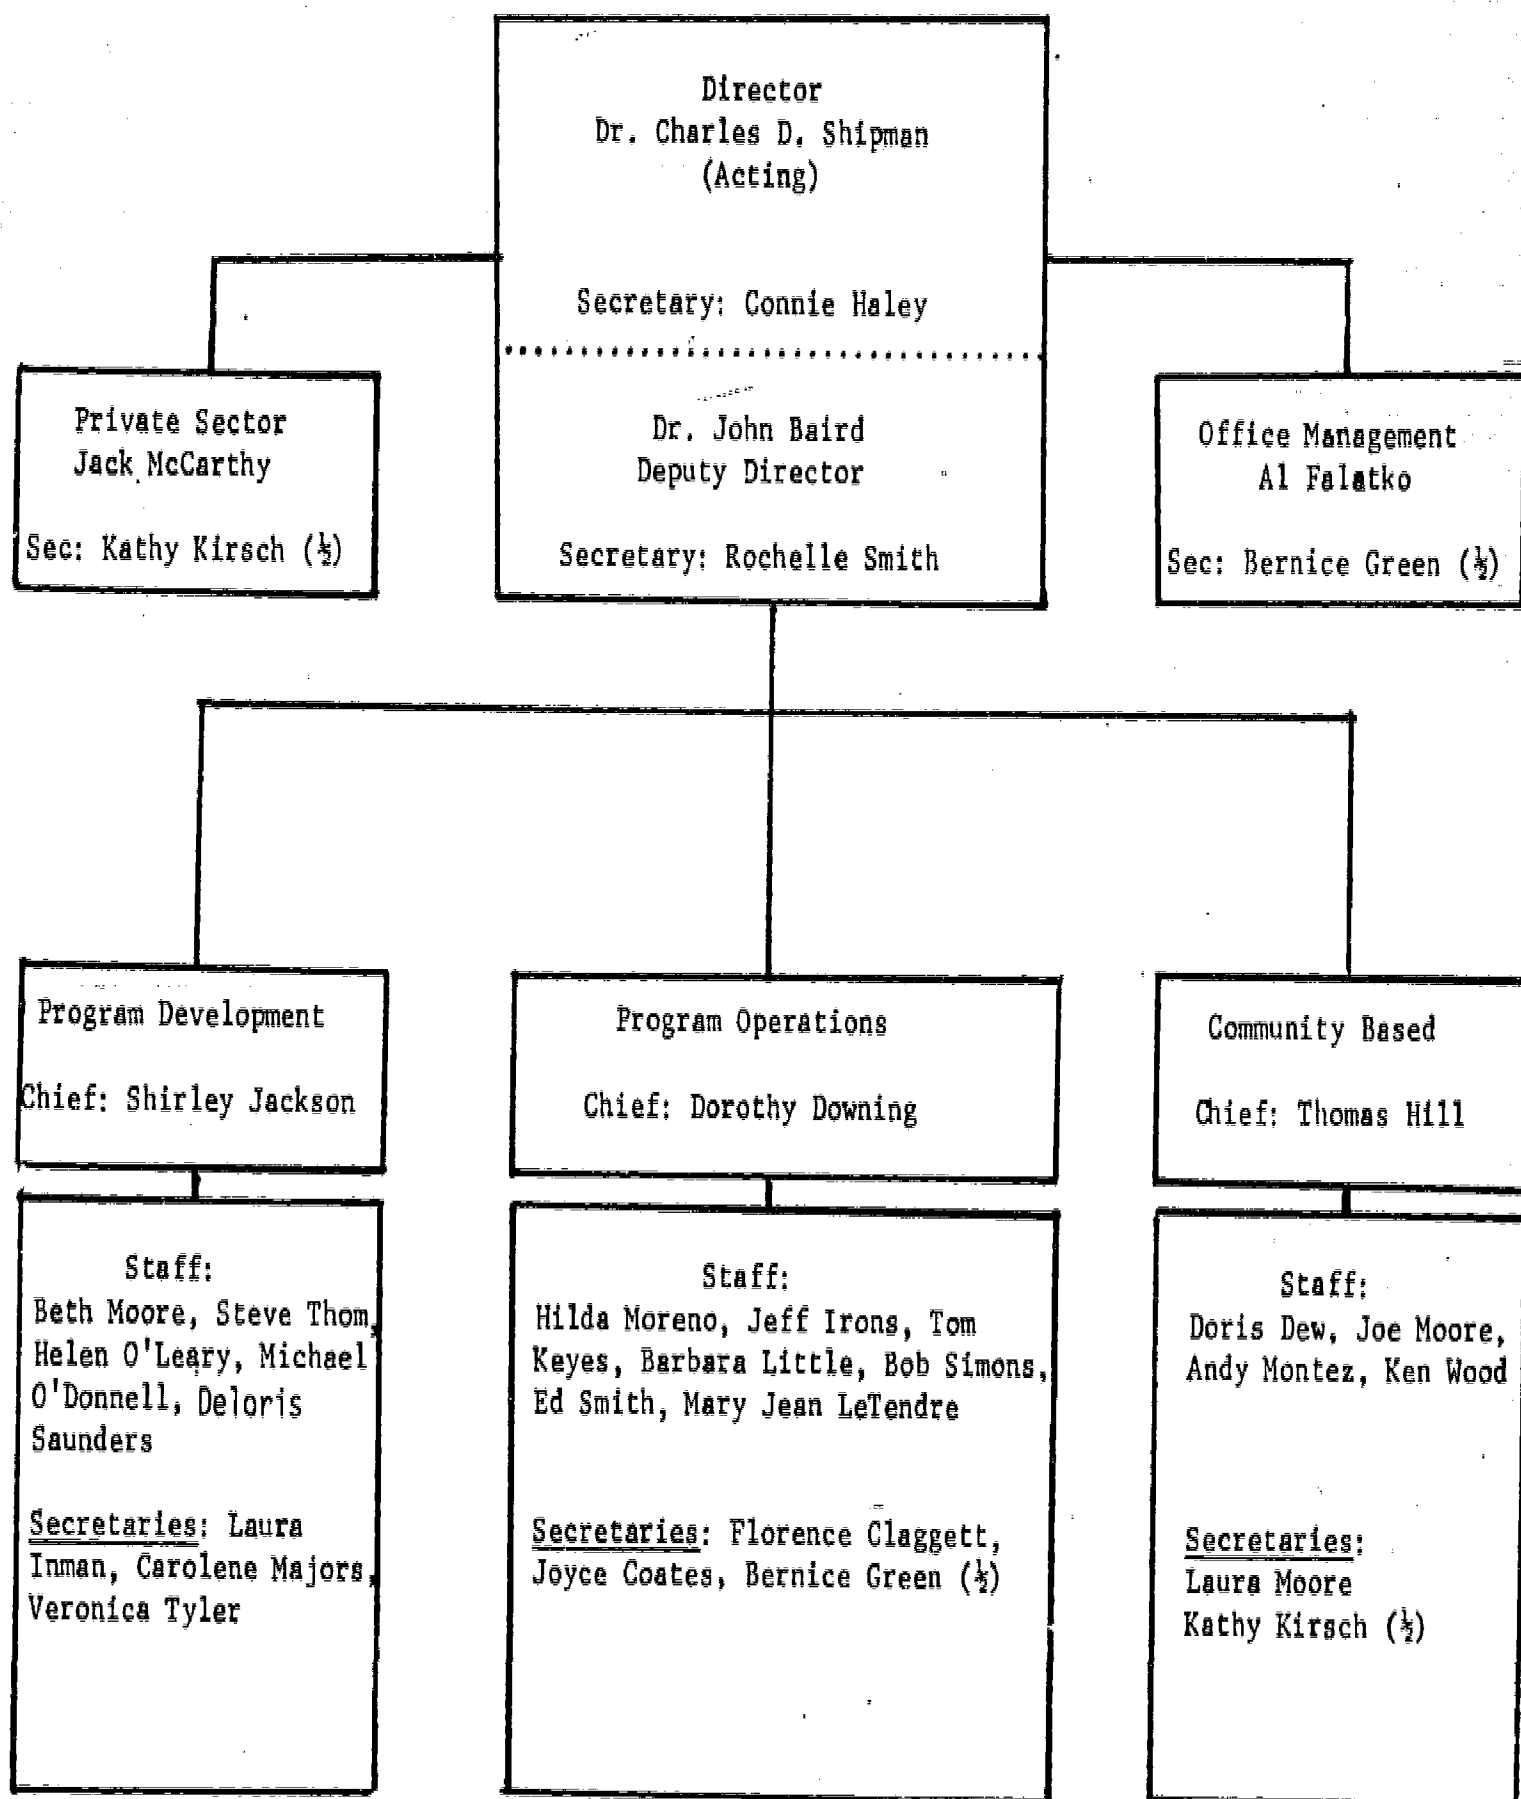 Director
Dr. Charles D. Shipman
(Acting)
Secretary: Connie Haley
Dr. John Baird
Deputy Director
Secretary: Rochelle Smith
Private Sector
Jack McCarthy
Sec: Kathy Kirsch (½)
Office Management
Al Falatko
Sec: Bernice Green (½)
Program Development
Chief: Shirley Jackson
Staff:
Beth Moore, Steve Thom,
Helen O'Leary, Michael
O'Donnell, Deloris
Saunders
Secretaries: Laura
Inman, Carolene Majors,
Veronica Tyler
Program Operations
Chief: Dorothy Downing
Staff:
Hilda Moreno, Jeff Irons, Tom
Keyes, Barbara Little, Bob Simons,
Ed Smith, Mary Jean LeTendre
Secretaries: Florence Claggett,
Joyce Coates, Bernice Green (½)
Community Based
Chief: Thomas Hill
Staff:
Doris Dew, Joe Moore,
Andy Montez, Ken Wood
Secretaries:
Laura Moore
Kathy Kirsch (½)